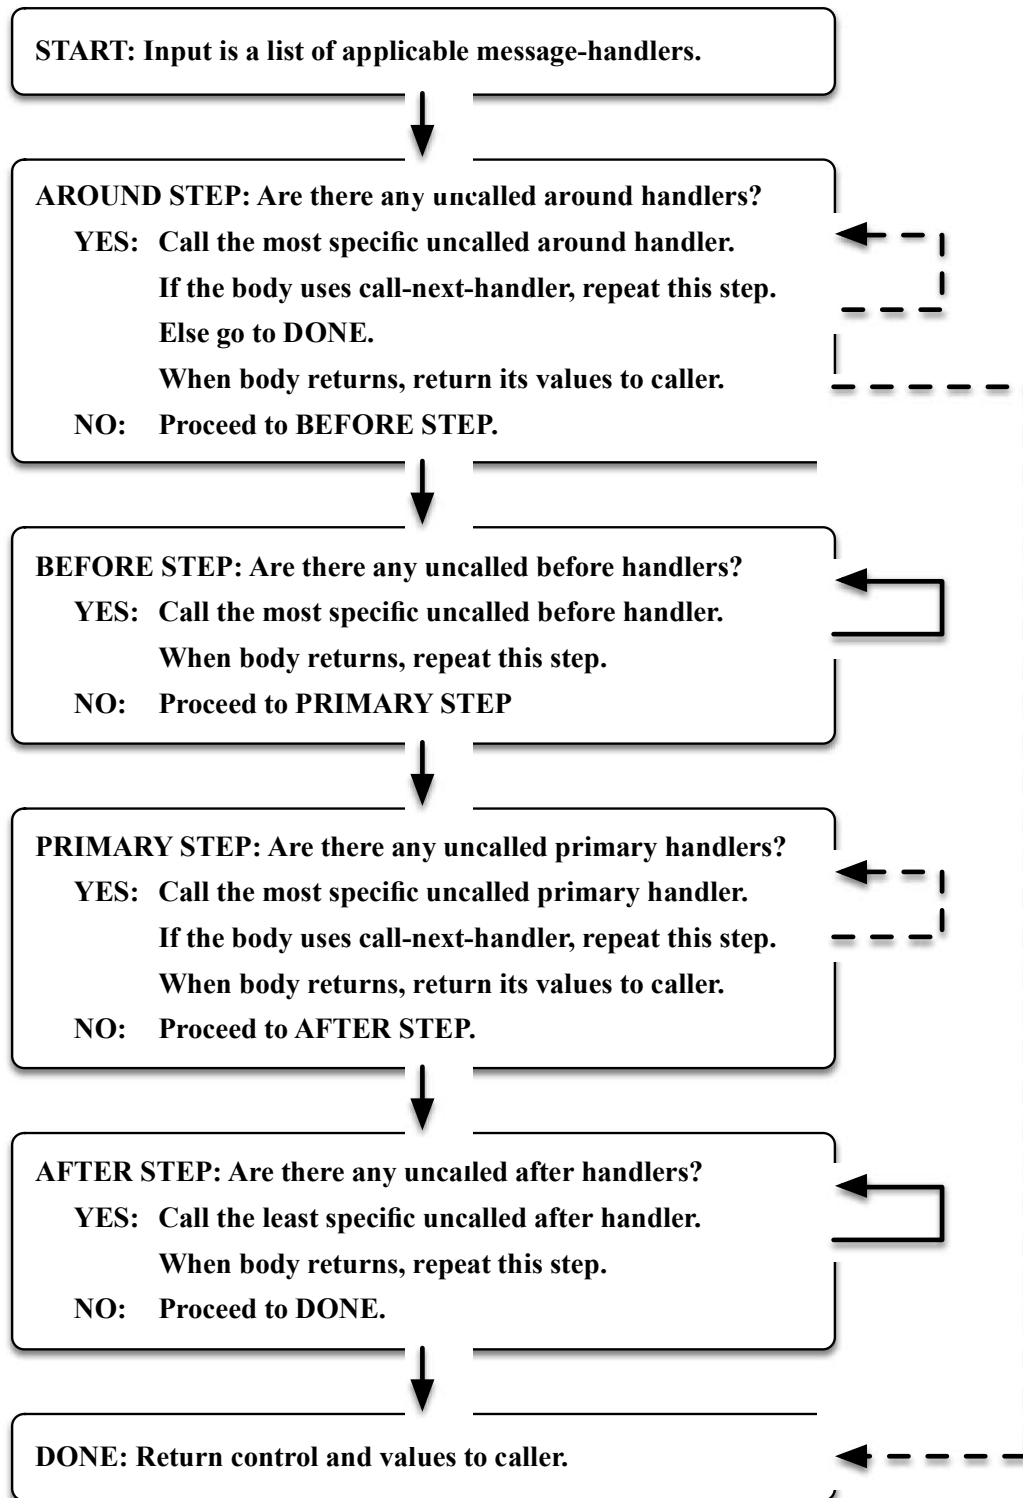 START: Input is a list of applicable message-handlers.
AROUND STEP: Are there any uncalled around handlers?
YES: Call the most specific uncalled around handler.
If the body uses call-next-handler, repeat this step.
Else go to DONE.
When body returns, return its values to caller.
NO: Proceed to BEFORE STEP.
BEFORE STEP: Are there any uncalled before handlers?
YES: Call the most specific uncalled before handler.
When body returns, repeat this step.
NO: Proceed to PRIMARY STEP
PRIMARY STEP: Are there any uncalled primary handlers?
YES: Call the most specific uncalled primary handler.
If the body uses call-next-handler, repeat this step.
When body returns, return its values to caller.
NO: Proceed to AFTER STEP.
AFTER STEP: Are there any uncalled after handlers?
YES: Call the least specific uncalled after handler.
When body returns, repeat this step.
NO: Proceed to DONE.
DONE: Return control and values to caller.